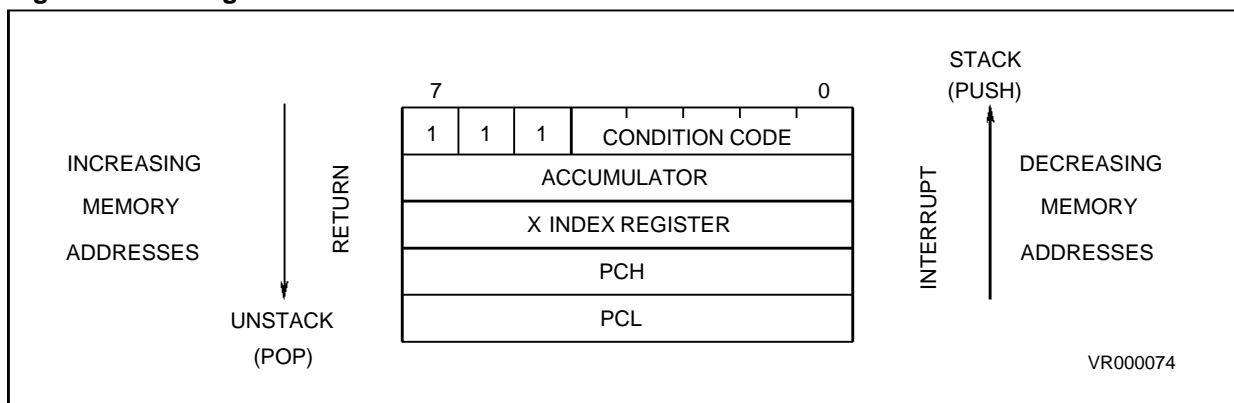 STACK
(PUSH)
7 0
1 1 1 CONDITION CODE
ACCUMULATOR
X INDEX REGISTER
PCH
PCL
INCREASING
MEMORY
ADDRESSES
RETURN
UNSTACK
(POP)
INTERRUPT
DECREASING
MEMORY
ADDRESSES
VR000074